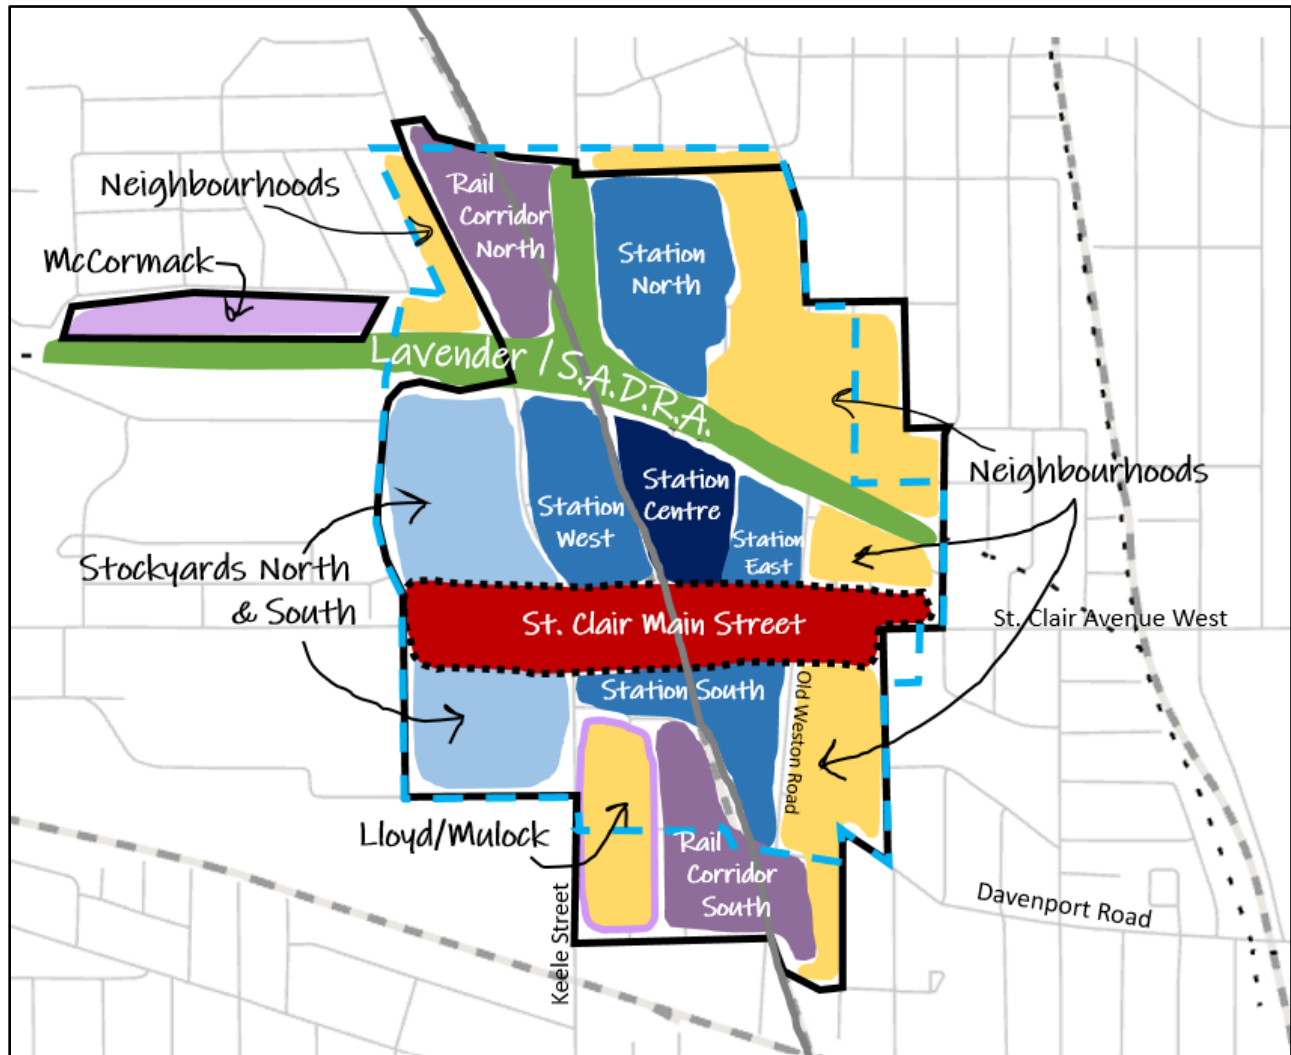 Neighbourhoods
McCormack
Rail
Corridor
North
Station
North
Lavender / S.A.D.R.A.
Station
Centre
Station
West
Station
East
Neighbourhoods
Stockyards North
& South
St. Clair Main Street
St. Clair Avenue West
Station South
Old Weston Road
Lloyd/Mulock
Rail
Corridor
South
Keele Street
Davenport Road